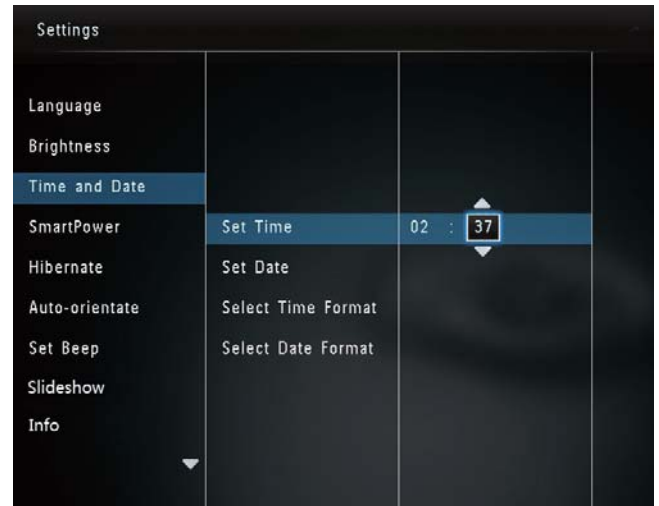 Settings
Language
Brightness
Time and Date
SmartPower
Set Time 02 : 37
Hibernate
Set Date
Auto-orientate
Select Time Format
Set Beep
Select Date Format
Slideshow
Info